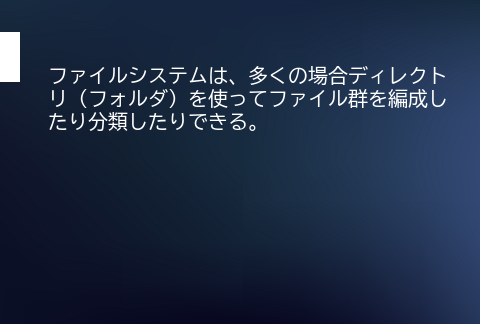 ファイルシステムは、多くの場合ディレクト
リ（フォルダ）を使ってファイル群を編成し
たり分類したりできる。